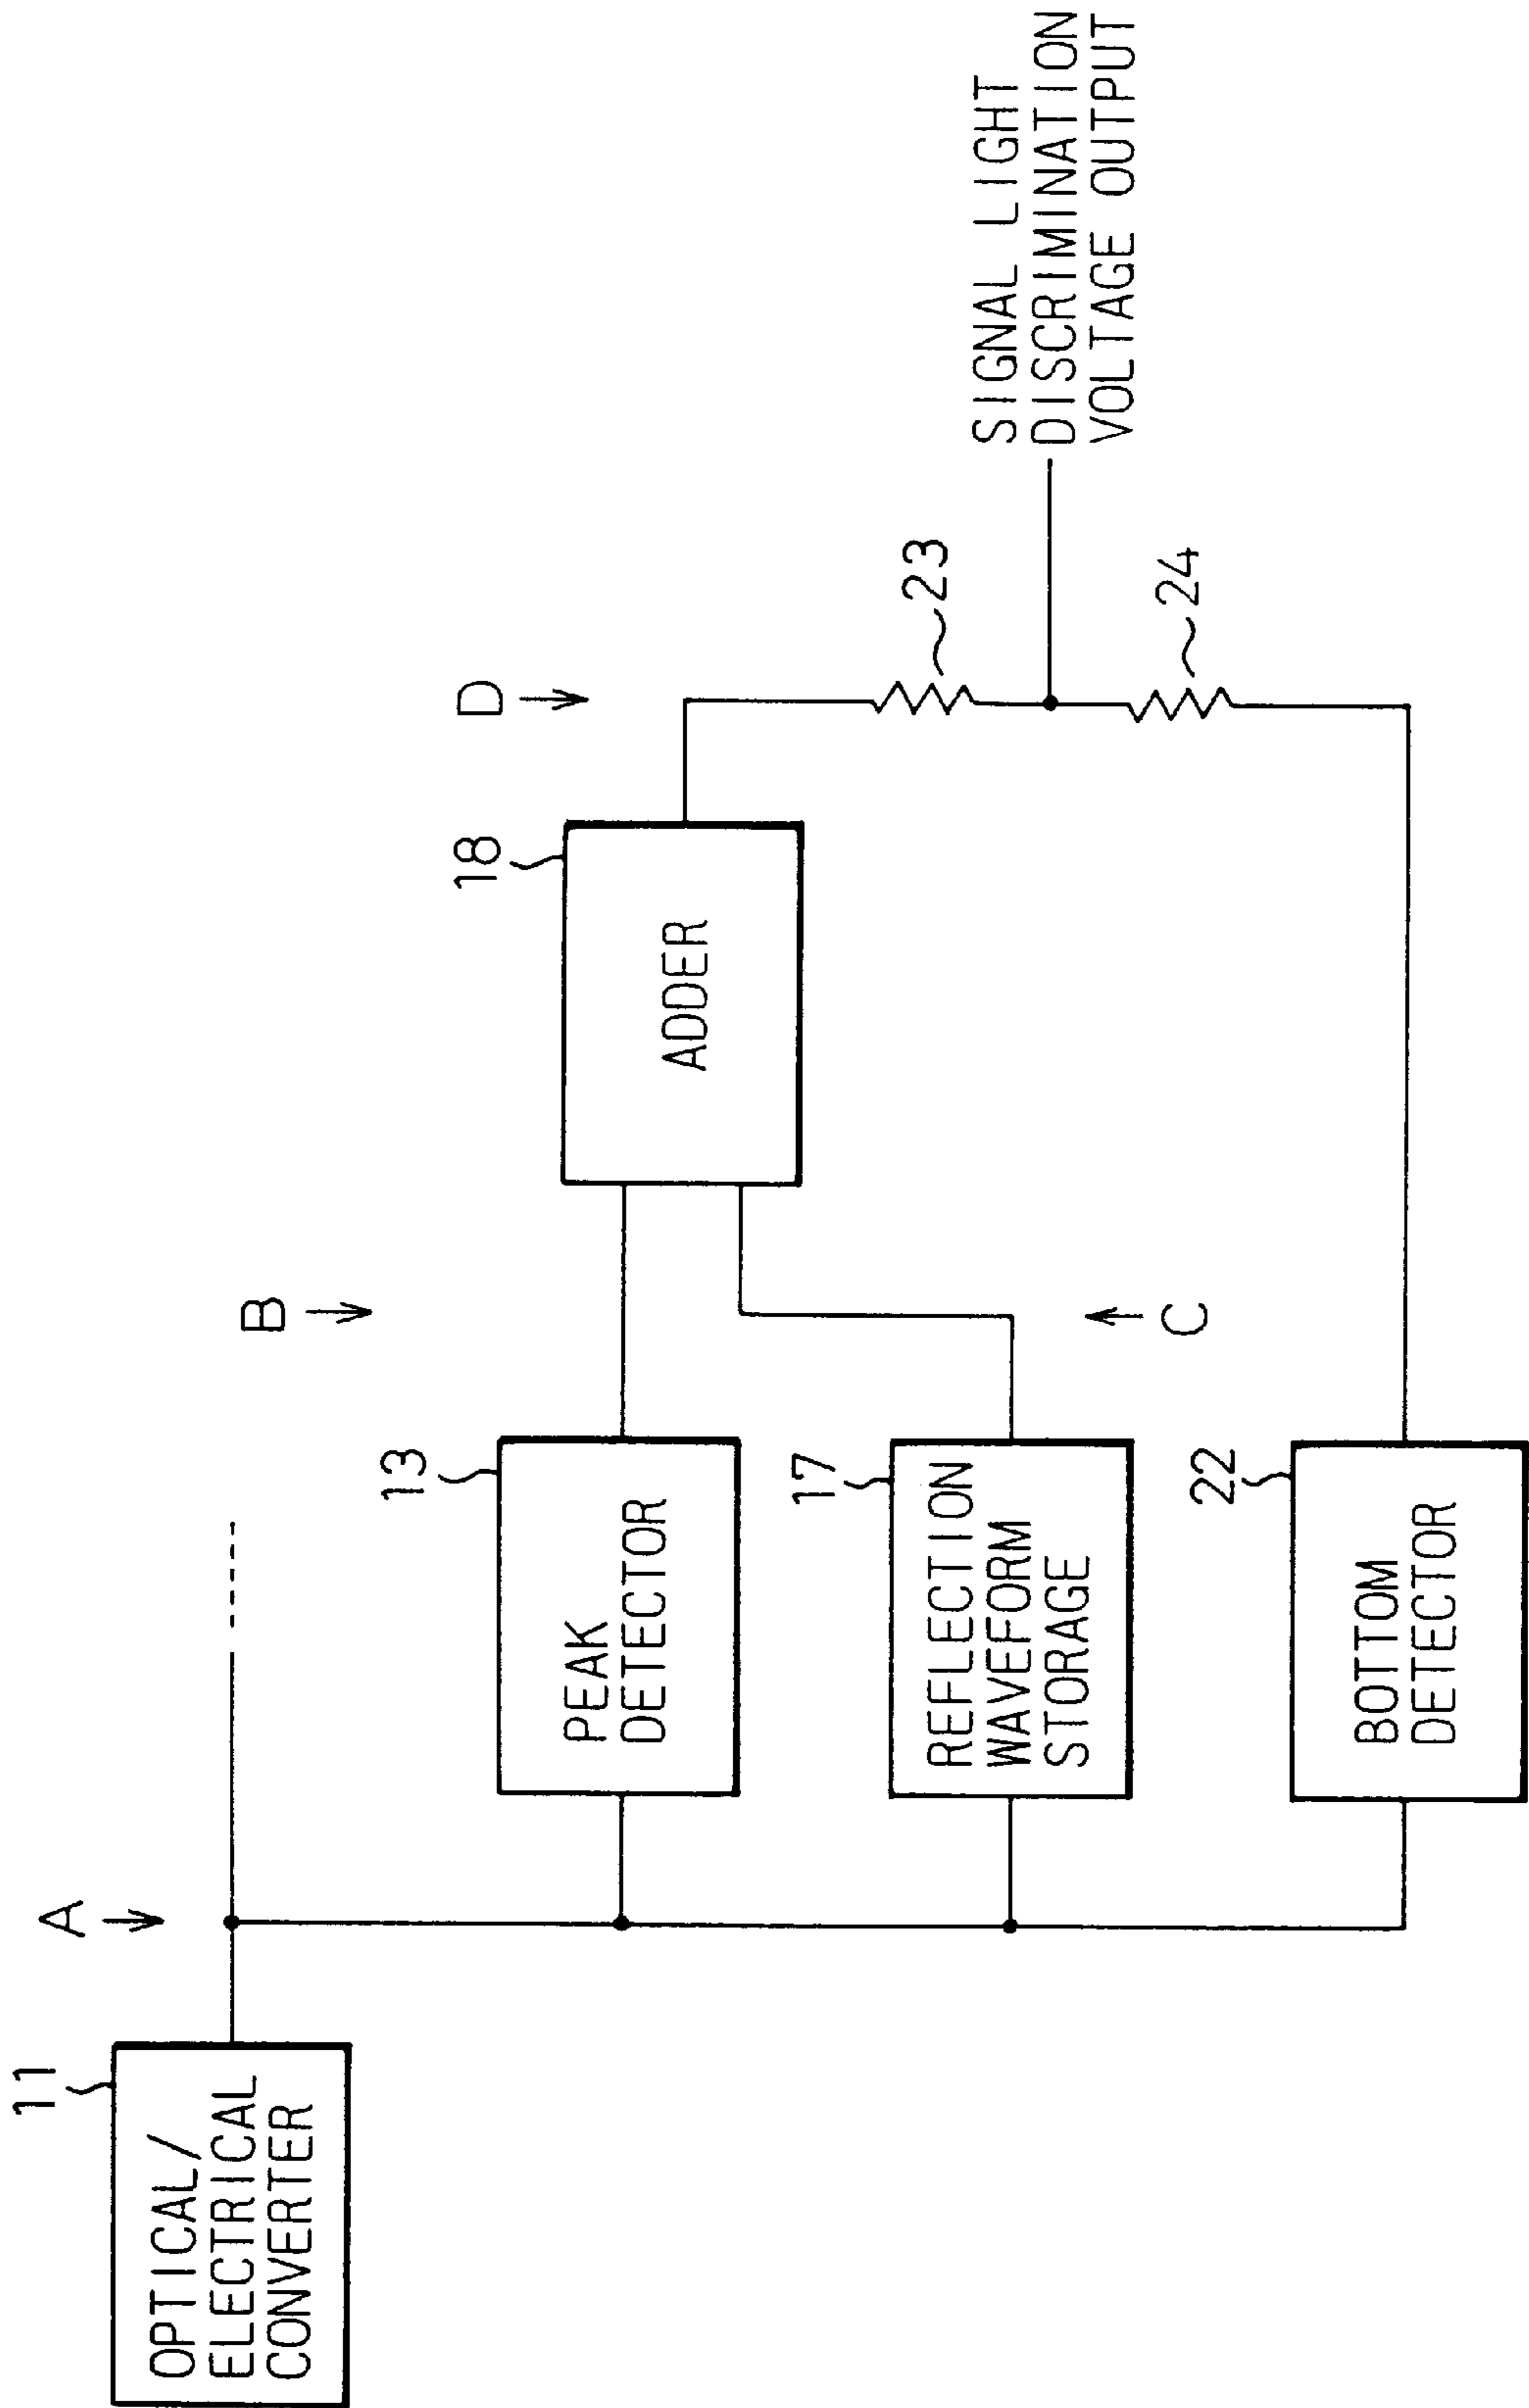 11
OPTICAL/
ELECTRICAL
CONVERTER
A
B
13
PEAK
DETECTOR
17
REFLECTION
WAVEFORM
STORAGE
C
22
BOTTOM
DETECTOR
18
ADDER
D
23
24
SIGNAL LIGHT
DISCRIMINATION
VOLTAGE OUTPUT